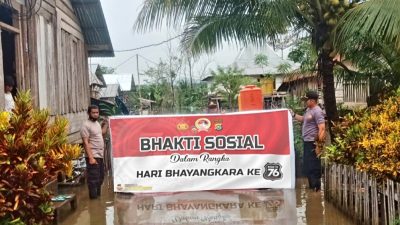 BHAKTI SOSIAL
Dalam Rangka
HARI BHAYANGKARA KE 76